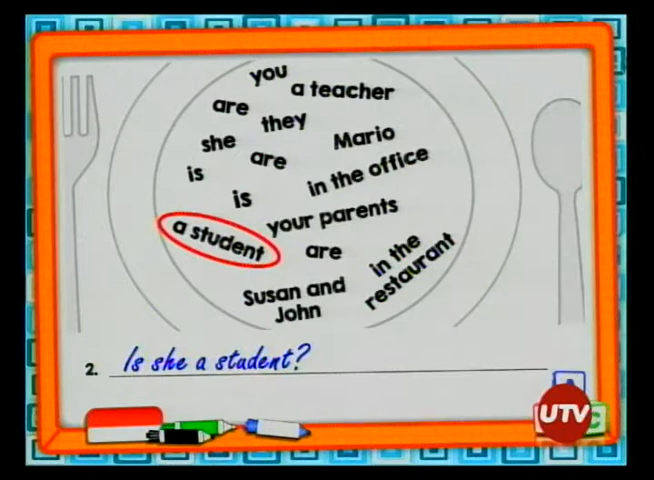 you
a teacher
are
they
she
are
Mario
is
in the office
is
your parents
a student
are
in the
restaurant
Susan and
John
2. Is she a student?
A
UTV
C